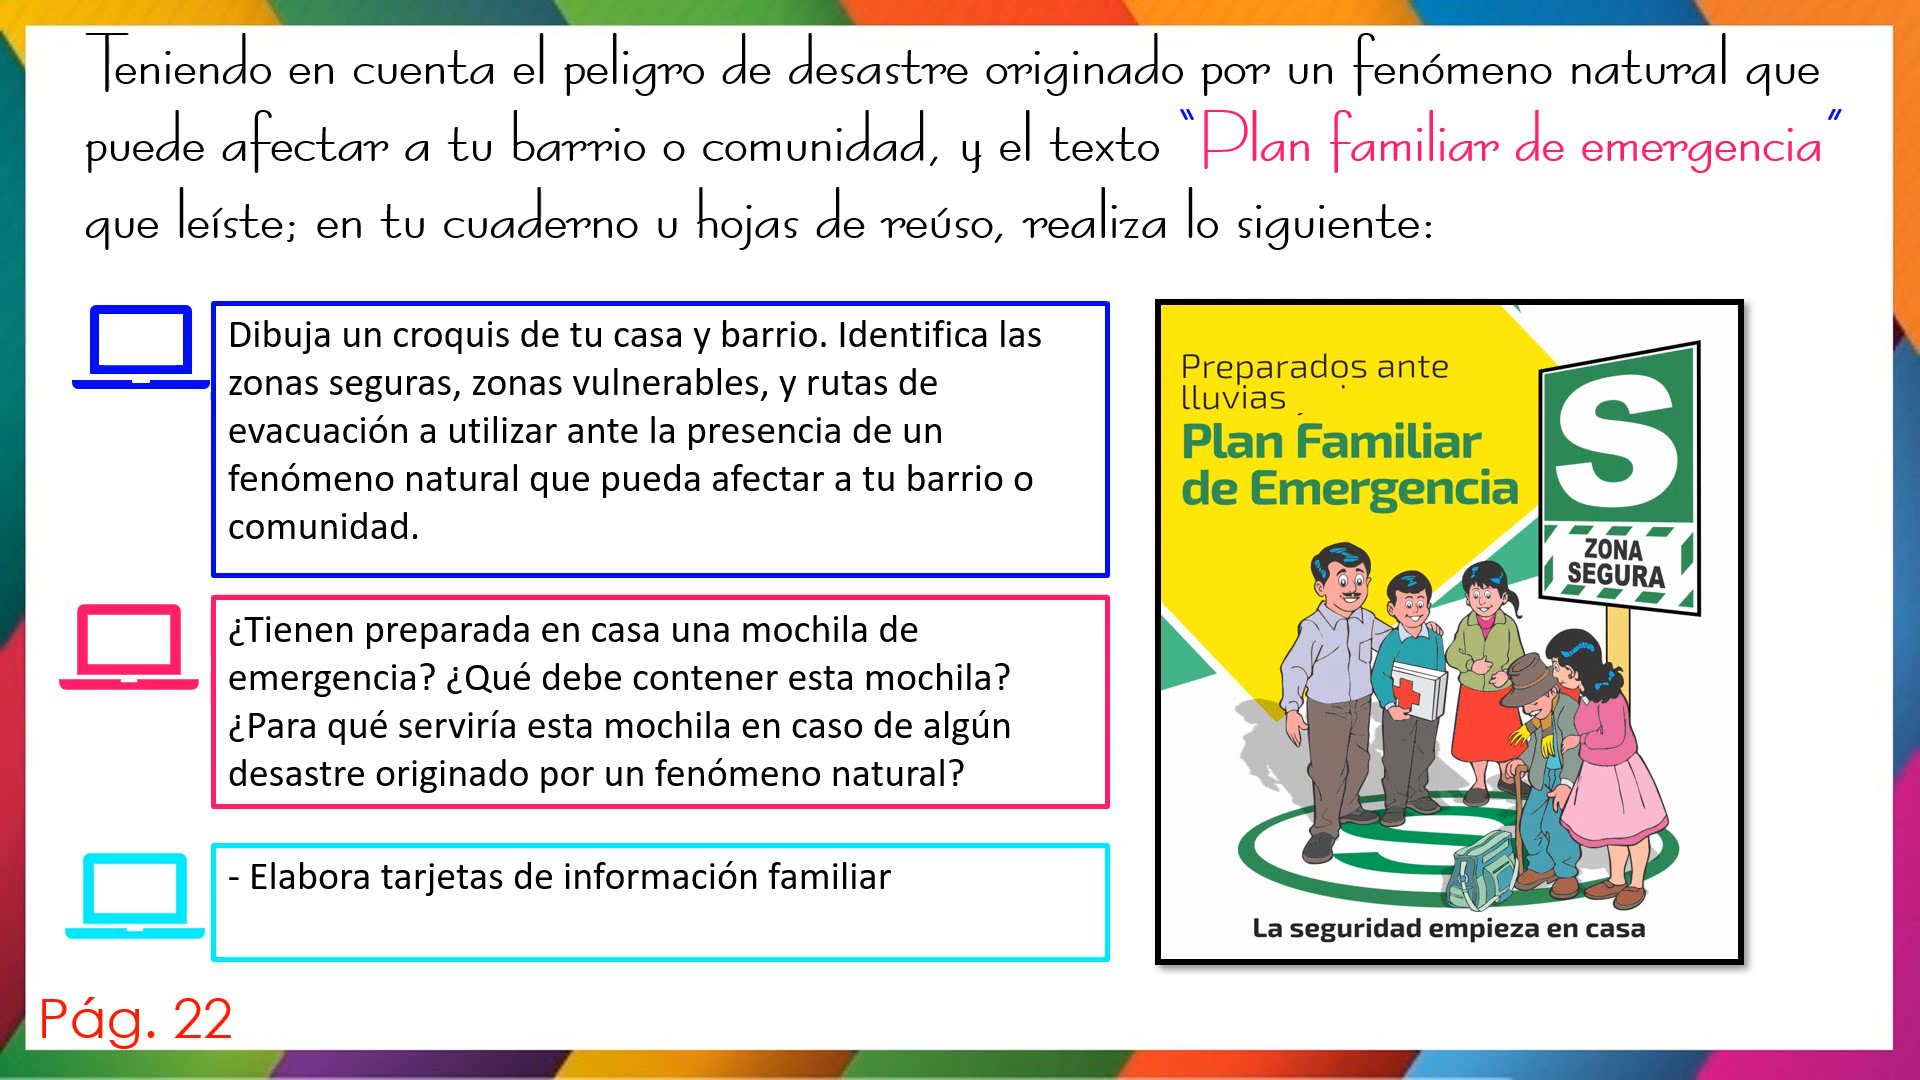 Teniendo en cuenta el peligro de desastre originado por un fenómeno natural que
puede afectar a tu barrio o comunidad, y el texto “Plan familiar de emergencia”
que leíste; en tu cuaderno u hojas de reúso, realiza lo siguiente:
Dibuja un croquis de tu casa y barrio. Identifica las
zonas seguras, zonas vulnerables, y rutas de
evacuación a utilizar ante la presencia de un
fenómeno natural que pueda afectar a tu barrio o
comunidad.
¿Tienen preparada en casa una mochila de
emergencia? ¿Qué debe contener esta mochila?
¿Para qué serviría esta mochila en caso de algún
desastre originado por un fenómeno natural?
- Elabora tarjetas de información familiar
Preparados ante
lluvias
Plan Familiar
de Emergencia
S
ZONA
SEGURA
S
La seguridad empieza en casa
Pág. 22